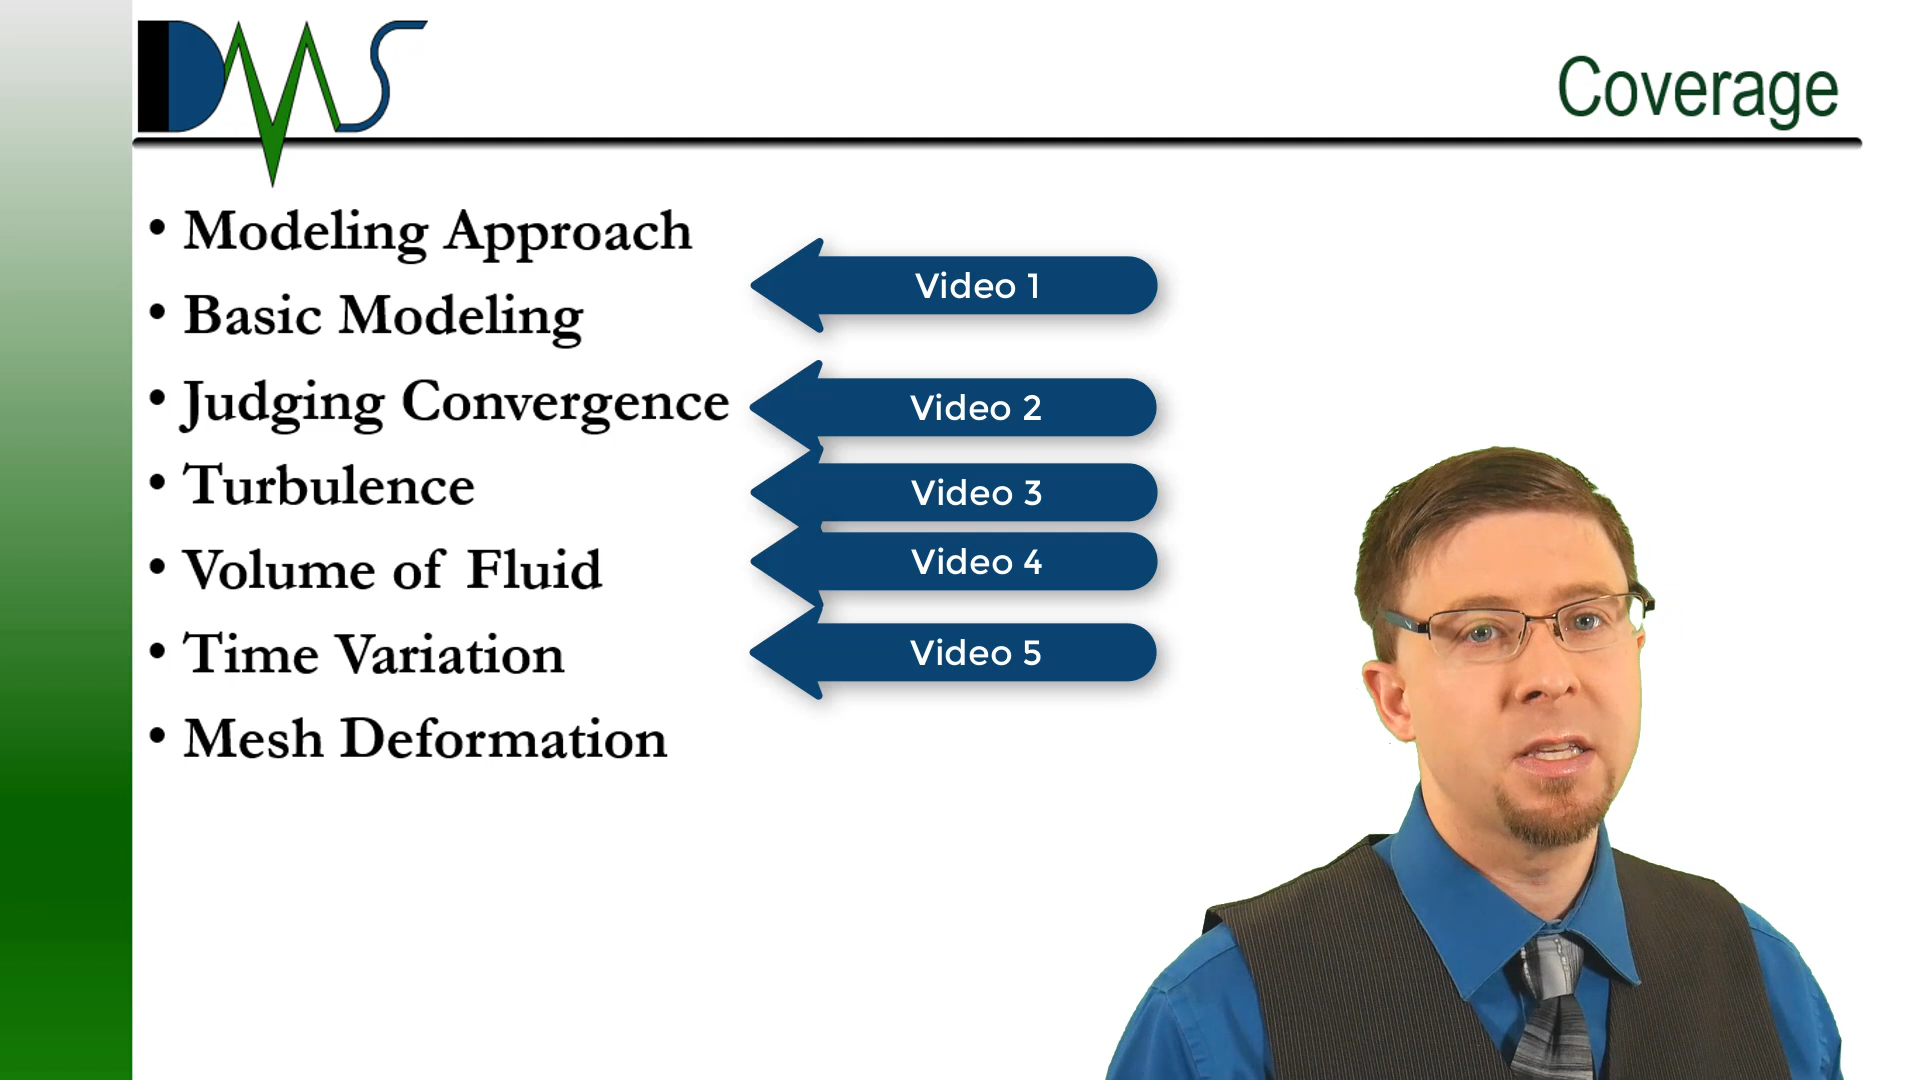 DMS
Coverage
• Modeling Approach
Video 1
• Basic Modeling
• Judging Convergence
Video 2
• Turbulence
Video 3
• Volume of Fluid
Video 4
• Time Variation
Video 5
• Mesh Deformation